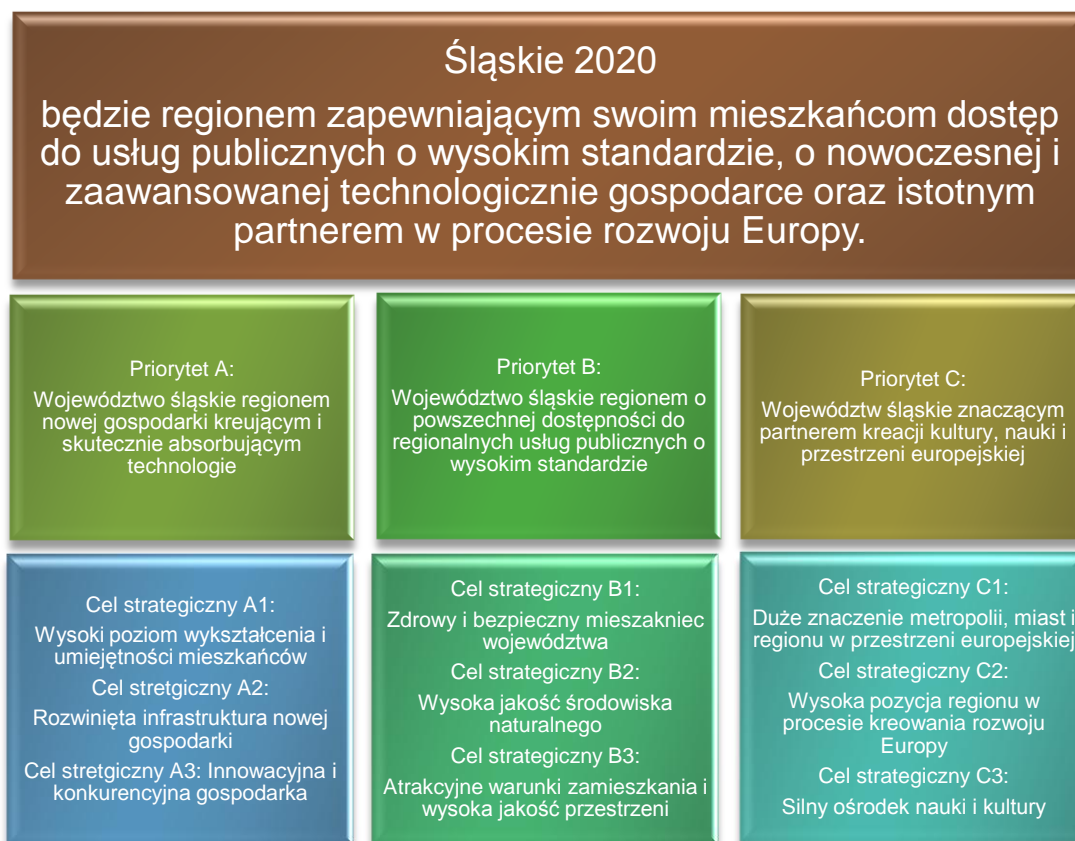 Śląskie 2020
będzie regionem zapewniającym swoim mieszkańcom dostęp
do usług publicznych o wysokim standardzie, o nowoczesnej i
zaawansowanej technologicznie gospodarce oraz istotnym
partnerem w procesie rozwoju Europy.
Priorytet A:
Województwo śląskie regionem
nowej gospodarki kreującym i
skutecznie absorbującym
technologie
Priorytet B:
Województwo śląskie regionem o
powszechnej dostępności do
regionalnych usług publicznych o
wysokim standardzie
Priorytet C:
Województw śląskie znaczącym
partnerem kreacji kultury, nauki i
przestrzeni europejskiej
Cel strategiczny A1:
Wysoki poziom wykształcenia i
umiejętności mieszkańców
Cel stretgiczny A2:
Rozwinięta infrastruktura nowej
gospodarki
Cel stretgiczny A3: Innowacyjna i
konkurencyjna gospodarka
Cel strategiczny B1:
Zdrowy i bezpieczny mieszakniec
województwa
Cel strategiczny B2:
Wysoka jakość środowiska
naturalnego
Cel strategiczny B3:
Atrakcyjne warunki zamieszkania i
wysoka jakość przestrzeni
Cel strategiczny C1:
Duże znaczenie metropolii, miast i
regionu w przestrzeni europejskiej
Cel strategiczny C2:
Wysoka pozycja regionu w
procesie kreowania rozwoju
Europy
Cel strategiczny C3:
Silny ośrodek nauki i kultury